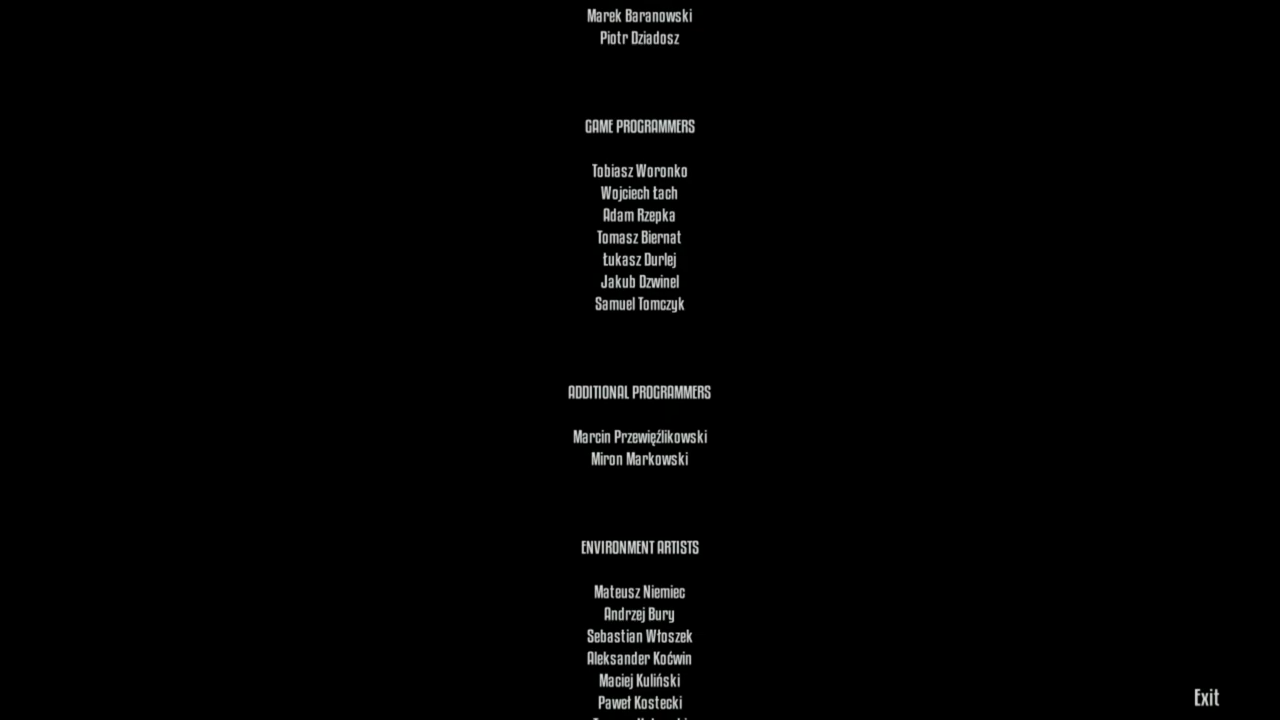 Marek Baranowski
Piotr Dziadosz
GAME PROGRAMMERS
Tobiasz Woronko
Wojciech Łach
Adam Rzepka
Tomasz Biernat
Łukasz Durlej
Jakub Dzwinel
Samuel Tomczyk
ADDITIONAL PROGRAMMERS
Marcin Przewięźlikowski
Miron Markowski
ENVIRONMENT ARTISTS
Mateusz Niemiec
Andrzej Bury
Sebastian Włoszek
Aleksander Koćwin
Maciej Kuliński
Paweł Kostecki
Exit